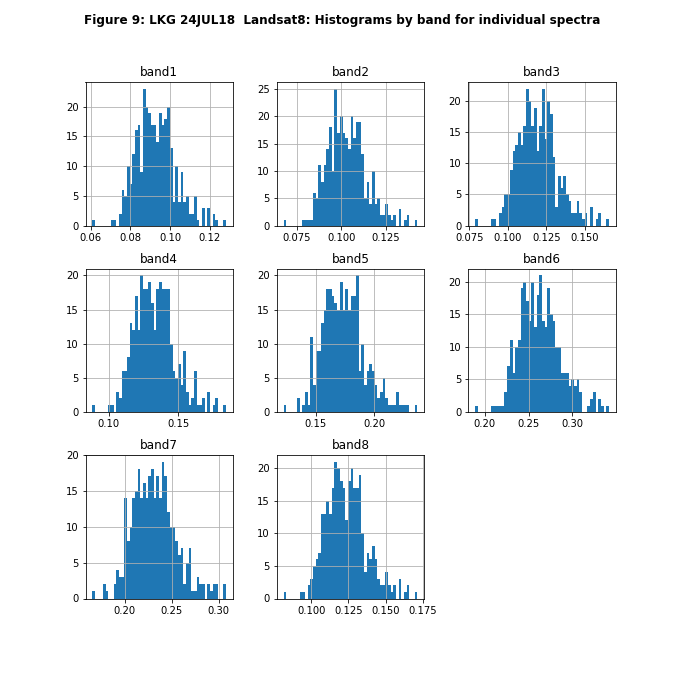 Figure 9: LKG 24JUL18  Landsat8: Histograms by band for individual spectra
band1
band2
band3
20
15
10
5
0
0.06 0.08 0.10 0.12
25
20
15
10
5
0
0.075 0.100 0.125
20
15
10
5
0
0.075 0.100 0.125 0.150
band4
band5
band6
20
15
10
5
0
0.10 0.15
20
15
10
5
0
0.15 0.20
20
15
10
5
0
0.20 0.25 0.30
band7
band8
20
15
10
5
0
0.20 0.25 0.30
20
15
10
5
0
0.100 0.125 0.150 0.175